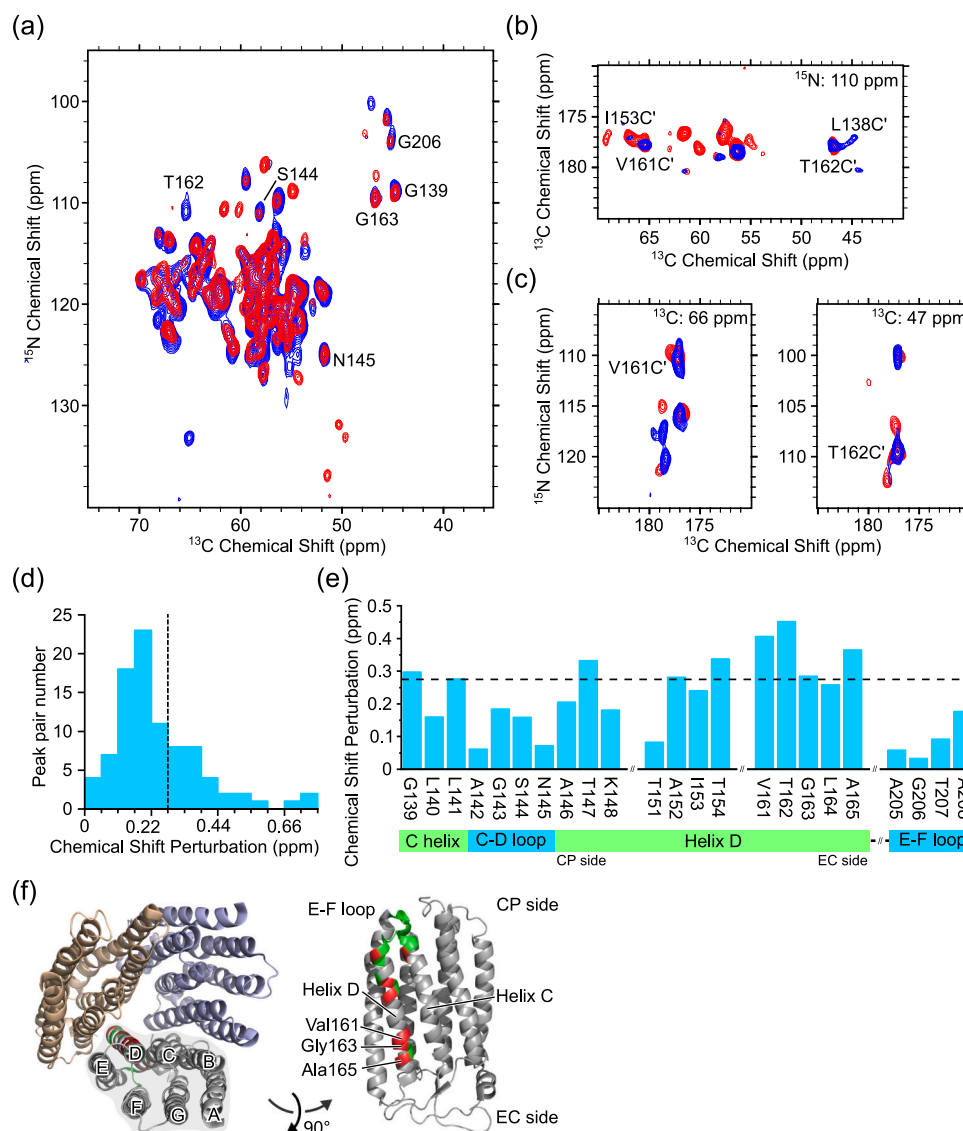 (a)
100
110
120
130
70 60 50 40
¹⁵N Chemical Shift (ppm)
¹³C Chemical Shift (ppm)
T162
S144
G206
G139
G163
N145
(b)
¹⁵N: 110 ppm
I153C'
L138C'
V161C'
T162C'
175
180
65 60 55 50 45
¹³C Chemical Shift (ppm)
¹³C Chemical Shift (ppm)
(c)
¹³C: 66 ppm
V161C'
110
115
120
180 175
¹³C: 47 ppm
T162C'
100
105
110
180 175
¹⁵N Chemical Shift (ppm)
¹³C Chemical Shift (ppm)
(d)
25
20
15
10
5
0
0 0.22 0.44 0.66
Peak pair number
Chemical Shift Perturbation (ppm)
(e)
0.5
0.4
0.3
0.2
0.1
0
Chemical Shift Perturbation (ppm)
G139 L140 L141 A142 G143 S144 N145 A146 T147 K148 T151 A152 I153 T154 V161 T162 G163 L164 A165 A205 G206 T207
C helix C-D loop Helix D E-F loop
CP side EC side
(f)
E D C B
F G A
90°
E-F loop
CP side
Helix D
Helix C
Val161
Gly163
Ala165
EC side